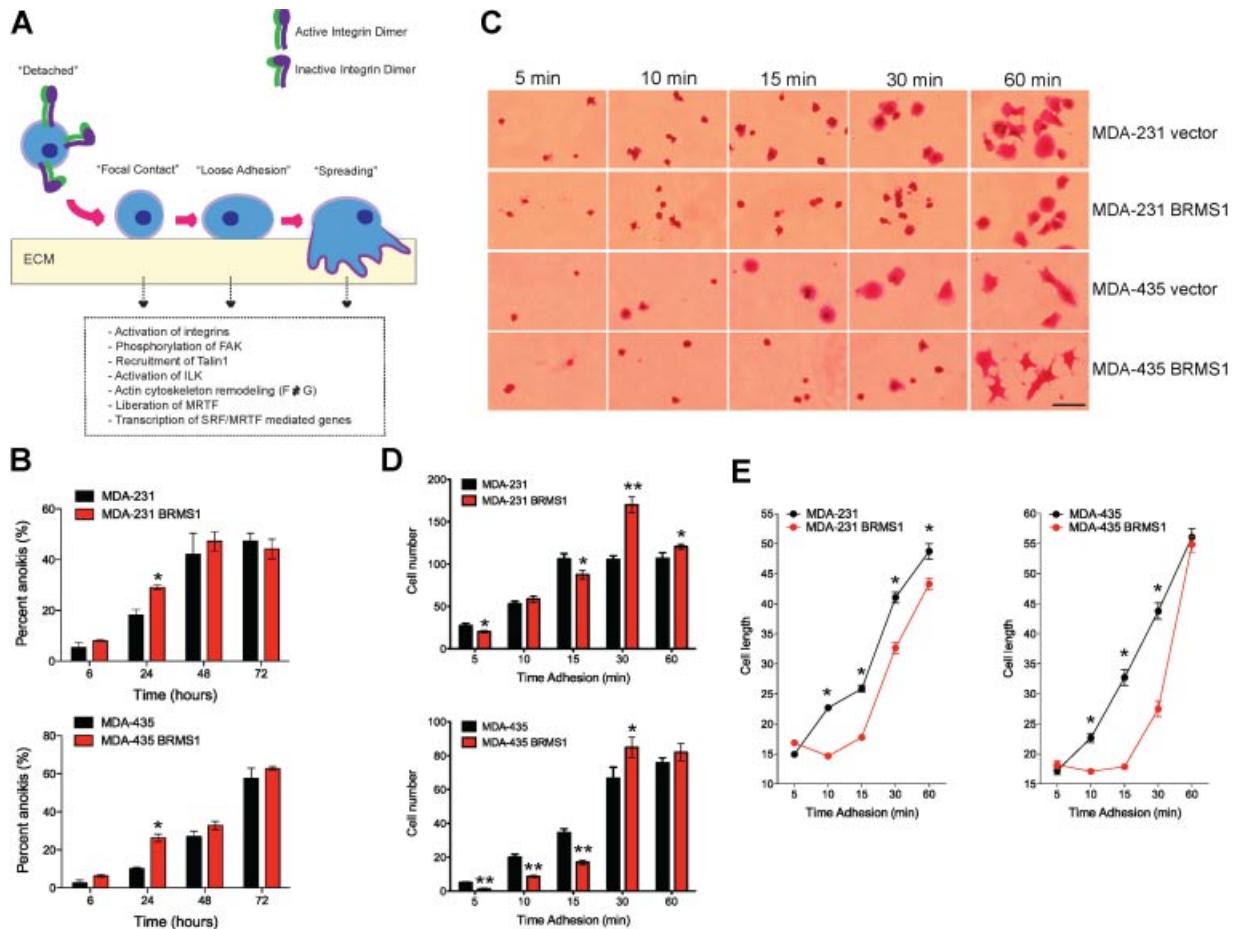 A
Active Integrin Dimer
Inactive Integrin Dimer
"Detached"
"Focal Contact"
"Loose Adhesion"
"Spreading"
ECM
- Activation of integrins
- Phosphorylation of FAK
- Recruitment of Talin1
- Activation of ILK
- Actin cytoskeleton remodeling (F G)
- Liberation of MRTF
- Transcription of SRF/MRTF mediated genes
C
5 min
10 min
15 min
30 min
60 min
MDA-231 vector
MDA-231 BRMS1
MDA-435 vector
MDA-435 BRMS1
B
MDA-231
MDA-231 BRMS1
Percent anoikis (%)
60
40
20
0
*
6
24
48
72
Time (hours)
MDA-435
MDA-435 BRMS1
Percent anoikis (%)
80
60
40
20
0
*
6
24
48
72
Time (hours)
D
MDA-231
MDA-231 BRMS1
Cell number
200
150
100
50
0
*
*
**
*
5
10
15
30
60
Time Adhesion (min)
MDA-435
MDA-435 BRMS1
Cell number
100
80
60
40
20
0
**
**
**
*
5
10
15
30
60
Time Adhesion (min)
E
MDA-231
MDA-231 BRMS1
Cell length
55
50
45
40
35
30
25
20
15
10
*
*
*
*
5
10
15
30
60
Time Adhesion (min)
MDA-435
MDA-435 BRMS1
Cell length
60
55
50
45
40
35
30
25
20
15
10
*
*
*
5
10
15
30
60
Time Adhesion (min)